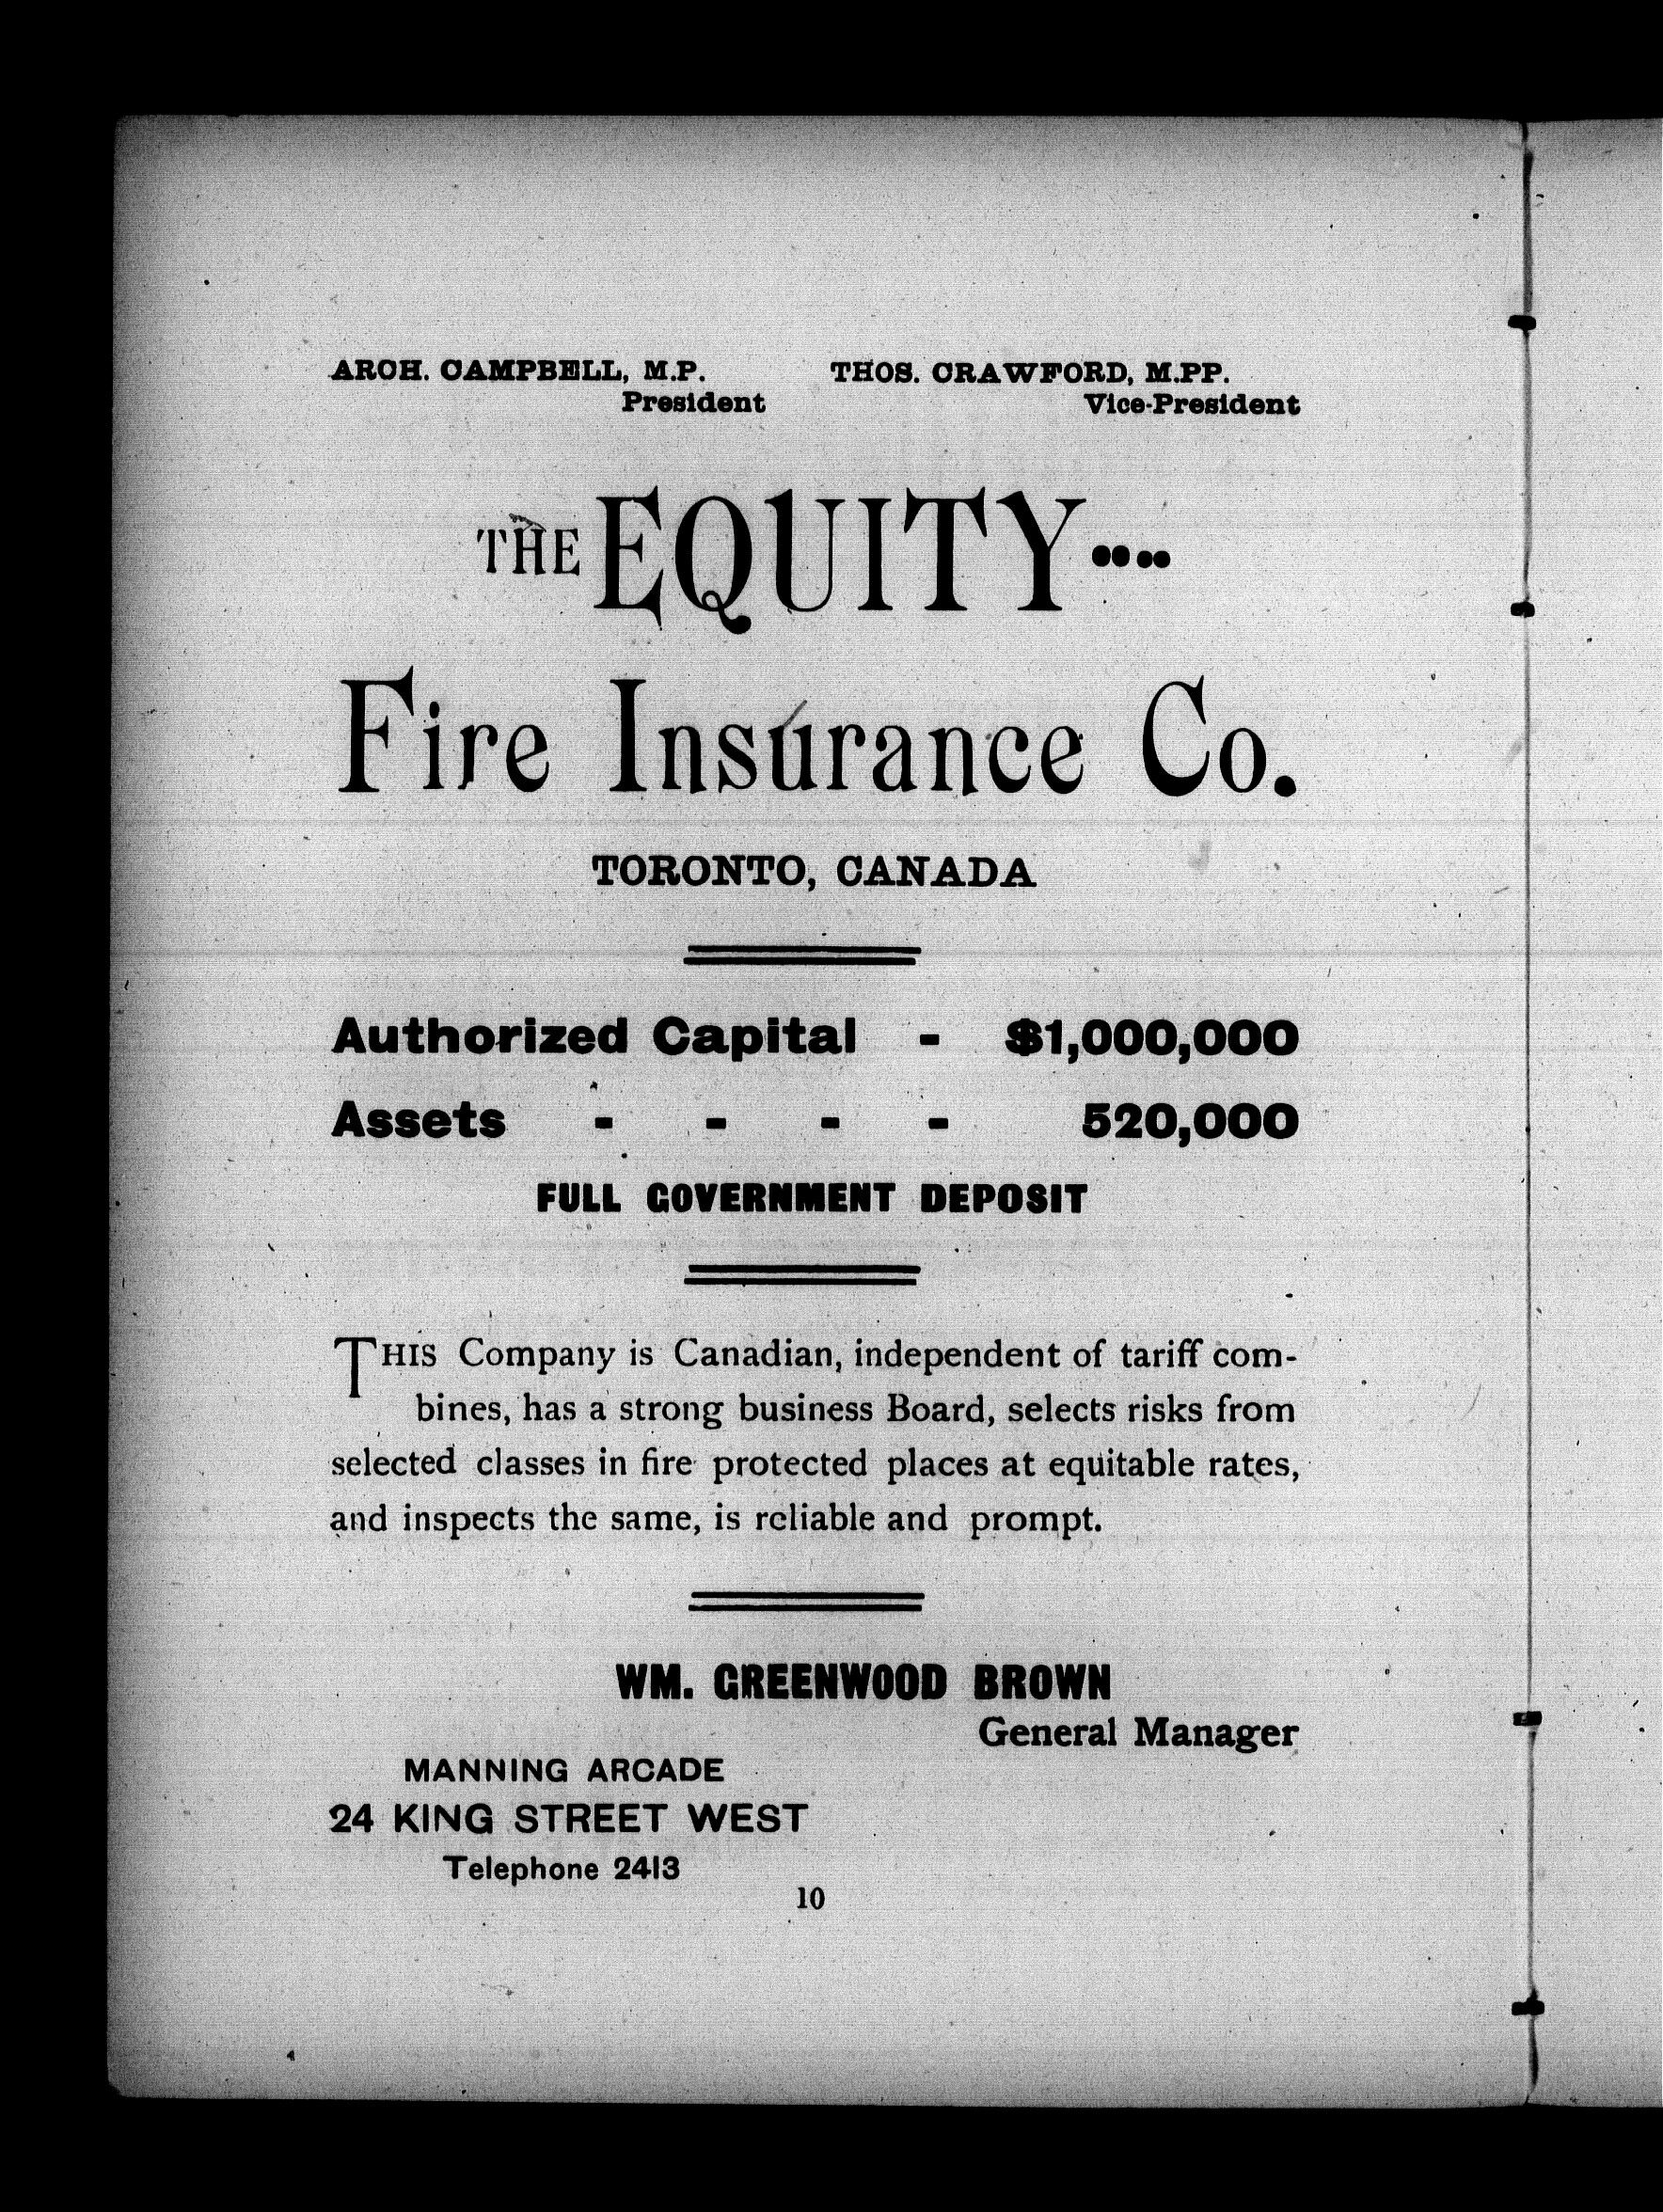 ARCH. CAMPBELL, M.P.
President
THOS. CRAWFORD, M.PP.
Vice-President
THE EQUITY....
Fire Insurance Co.
TORONTO, CANADA
Authorized Capital - $1,000,000
Assets - - - - 520,000
FULL GOVERNMENT DEPOSIT
THIS Company is Canadian, independent of tariff com-
bines, has a strong business Board, selects risks from
selected classes in fire protected places at equitable rates,
and inspects the same, is reliable and prompt.
WM. GREENWOOD BROWN
General Manager
MANNING ARCADE
24 KING STREET WEST
Telephone 2413
10